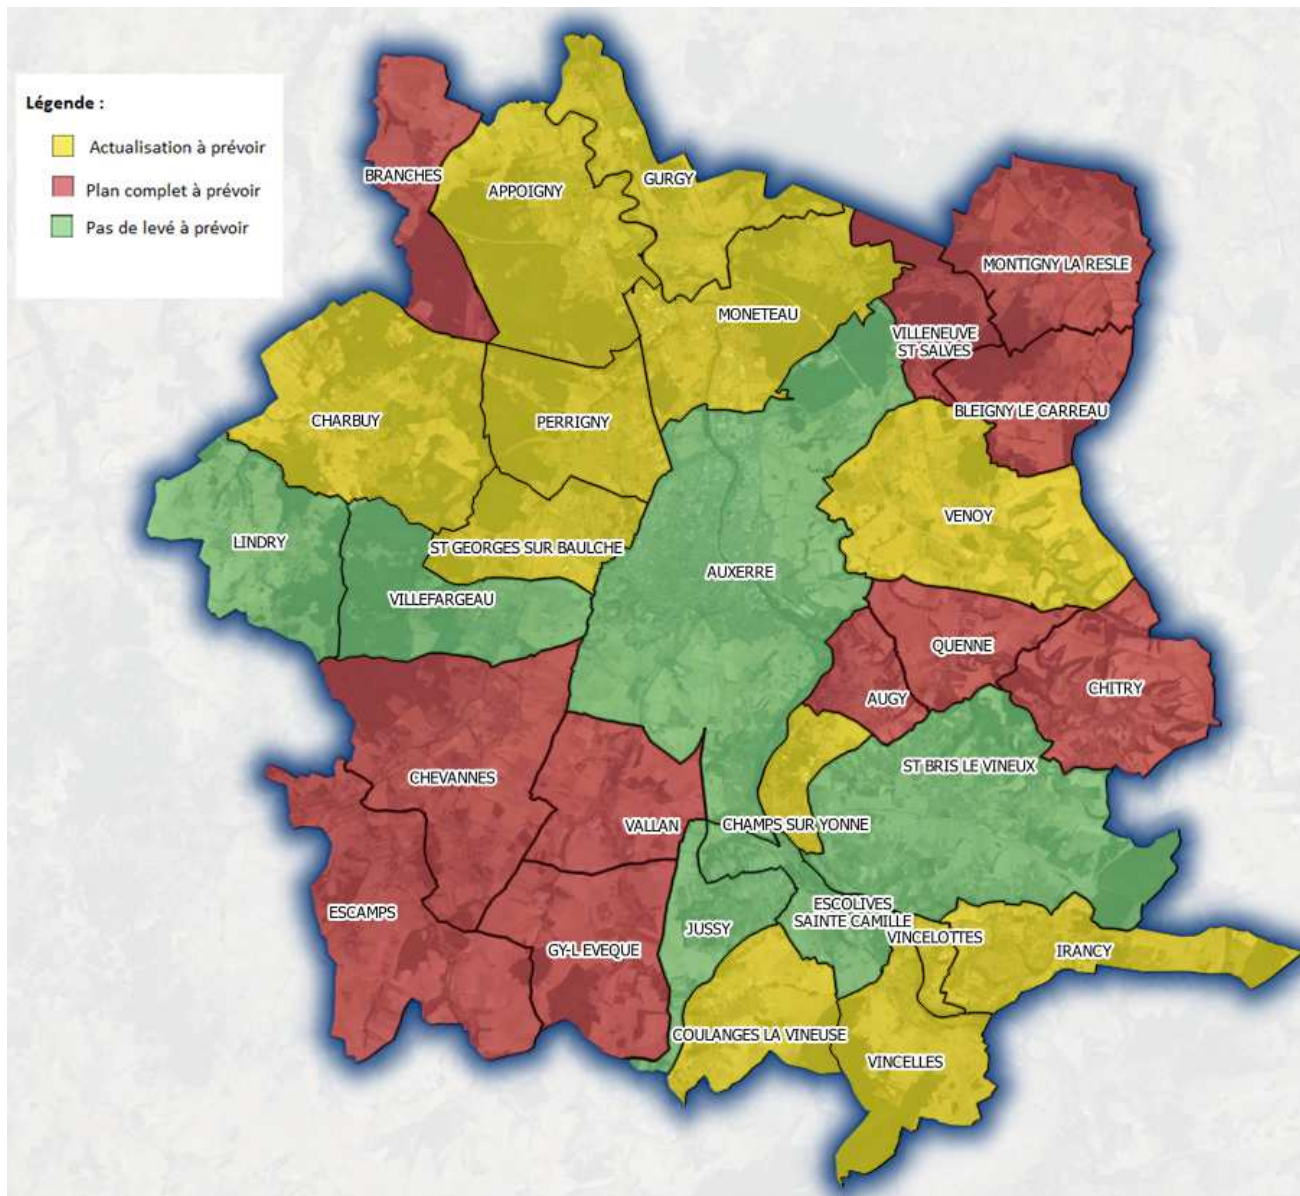 Légende :
Actualisation à prévoir
Plan complet à prévoir
Pas de levé à prévoir
BRANCHES
APPOIGNY
GURGY
MONTIGNY LA RESLE
MONETEAU
VILLENEUVE
ST SALVES
BLEIGNY LE CARREAU
CHARBUY
PERRIGNY
VENOY
LINDRY
ST GEORGES SUR BAULCHE
AUXERRE
VILLEFARGEAU
QUENNE
CHITRY
AUGY
CHEVANNES
ST BRIS LE VINEUX
VALLAN
CHAMPS SUR YONNE
ESCAMPS
ESCOLIVES
SAINTE CAMILLE
JUSSY
VINCELOTTES
GY-L EVEQUE
IRANCY
COULANGES LA VINEUSE
VINCELLES